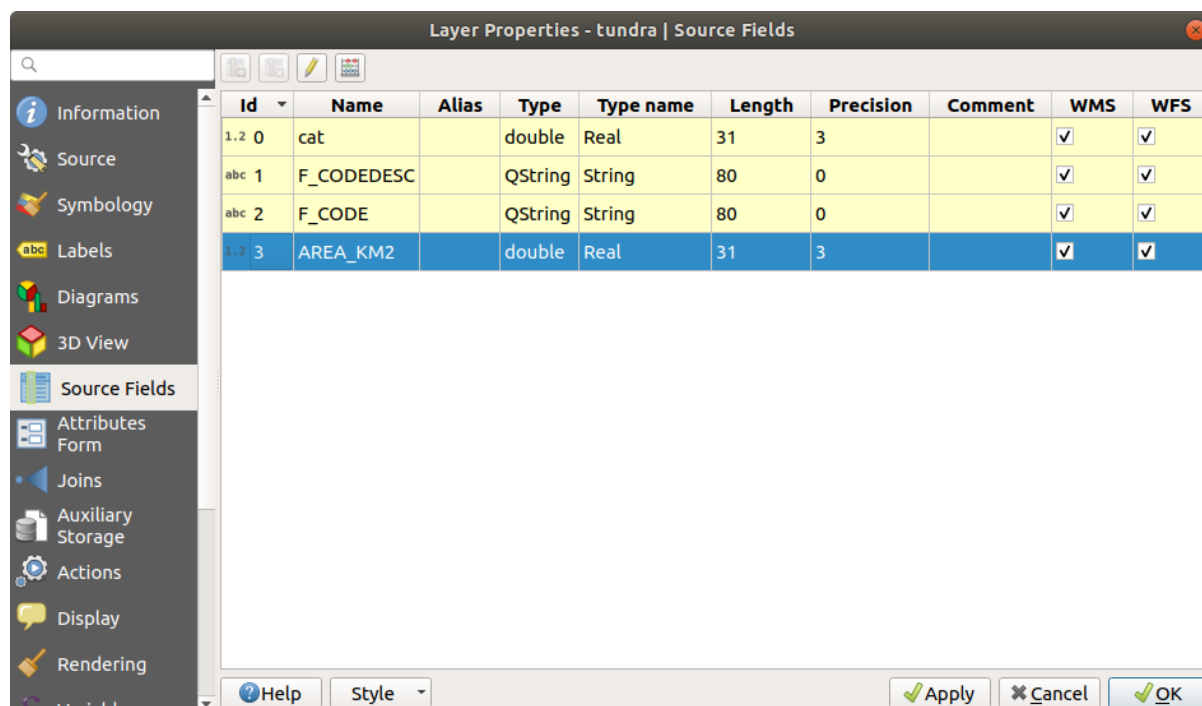 Layer Properties - tundra | Source Fields
Information
Source
Symbology
abc Labels
Diagrams
3D View
Source Fields
Attributes
Form
Joins
Auxiliary
Storage
Actions
Display
Rendering
Id Name Alias Type Type name Length Precision Comment WMS WFS
1.2 0 cat double Real 31 3
abc 1 F_CODEDESC QString String 80 0
abc 2 F_CODE QString String 80 0
1.2 3 AREA_KM2 double Real 31 3
Help Style Apply Cancel OK